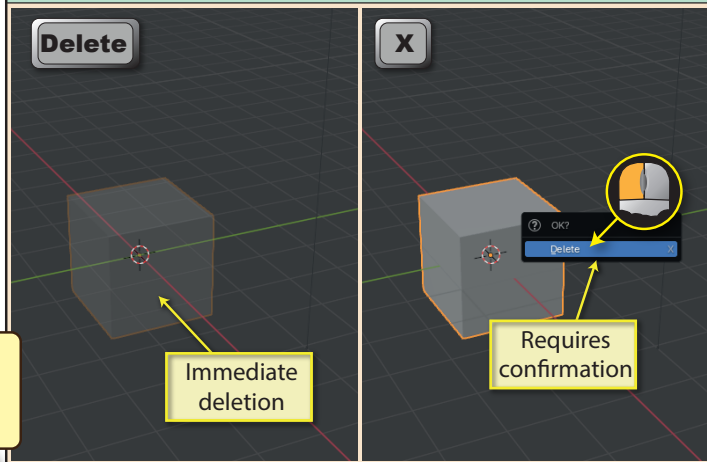 Delete
X
OK?
Delete X
Immediate
deletion
Requires
confirmation